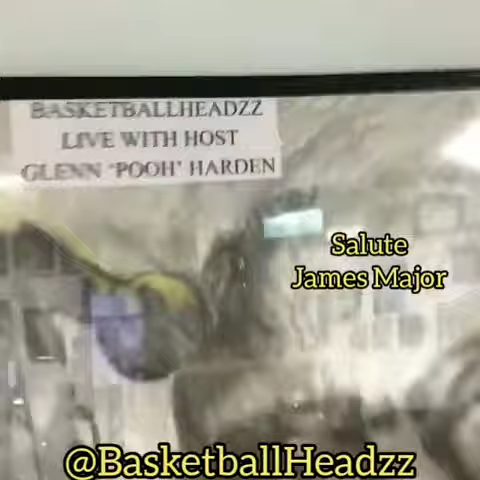 BASKETBALLHEADZZ
LIVE WITH HOST
GLENN "POOH" HARDEN
Salute
James Major
@BasketballHeadzz